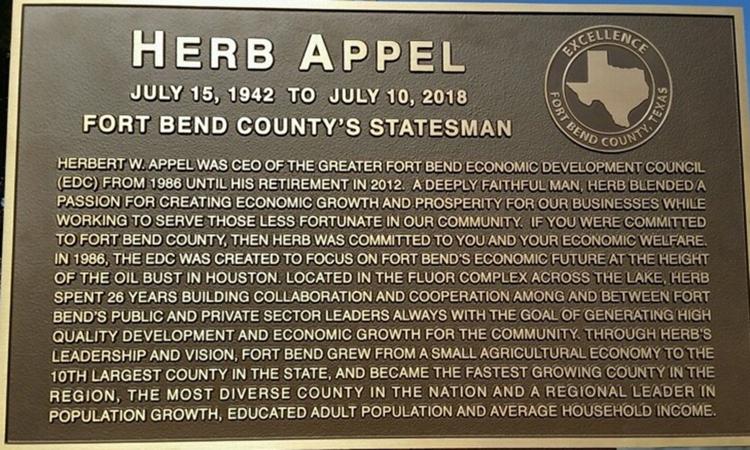 HERB APPEL
JULY 15, 1942 TO JULY 10, 2018
FORT BEND COUNTY'S STATESMAN
EXCELLENCE
FORT BEND COUNTY, TEXAS
HERBERT W. APPEL WAS CEO OF THE GREATER FORT BEND ECONOMIC DEVELOPMENT COUNCIL
(EDC) FROM 1986 UNTIL HIS RETIREMENT IN 2012. A DEEPLY FAITHFUL MAN, HERB BLENDED A
PASSION FOR CREATING ECONOMIC GROWTH AND PROSPERITY FOR OUR BUSINESSES WHILE
WORKING TO SERVE THOSE LESS FORTUNATE IN OUR COMMUNITY. IF YOU WERE COMMITTED
TO FORT BEND COUNTY, THEN HERB WAS COMMITTED TO YOU AND YOUR ECONOMIC WELFARE.
IN 1986, THE EDC WAS CREATED TO FOCUS ON FORT BEND'S ECONOMIC FUTURE AT THE HEIGHT
OF THE OIL BUST IN HOUSTON. LOCATED IN THE FLUOR COMPLEX ACROSS THE LAKE, HERB
SPENT 26 YEARS BUILDING COLLABORATION AND COOPERATION AMONG AND BETWEEN FORT
BEND'S PUBLIC AND PRIVATE SECTOR LEADERS ALWAYS WITH THE GOAL OF GENERATING HIGH
QUALITY DEVELOPMENT AND ECONOMIC GROWTH FOR THE COMMUNITY. THROUGH HERB'S
LEADERSHIP AND VISION, FORT BEND GREW FROM A SMALL AGRICULTURAL ECONOMY TO THE
10TH LARGEST COUNTY IN THE STATE, AND BECAME THE FASTEST GROWING COUNTY IN THE
REGION, THE MOST DIVERSE COUNTY IN THE NATION AND A REGIONAL LEADER IN
POPULATION GROWTH, EDUCATED ADULT POPULATION AND AVERAGE HOUSEHOLD INCOME.